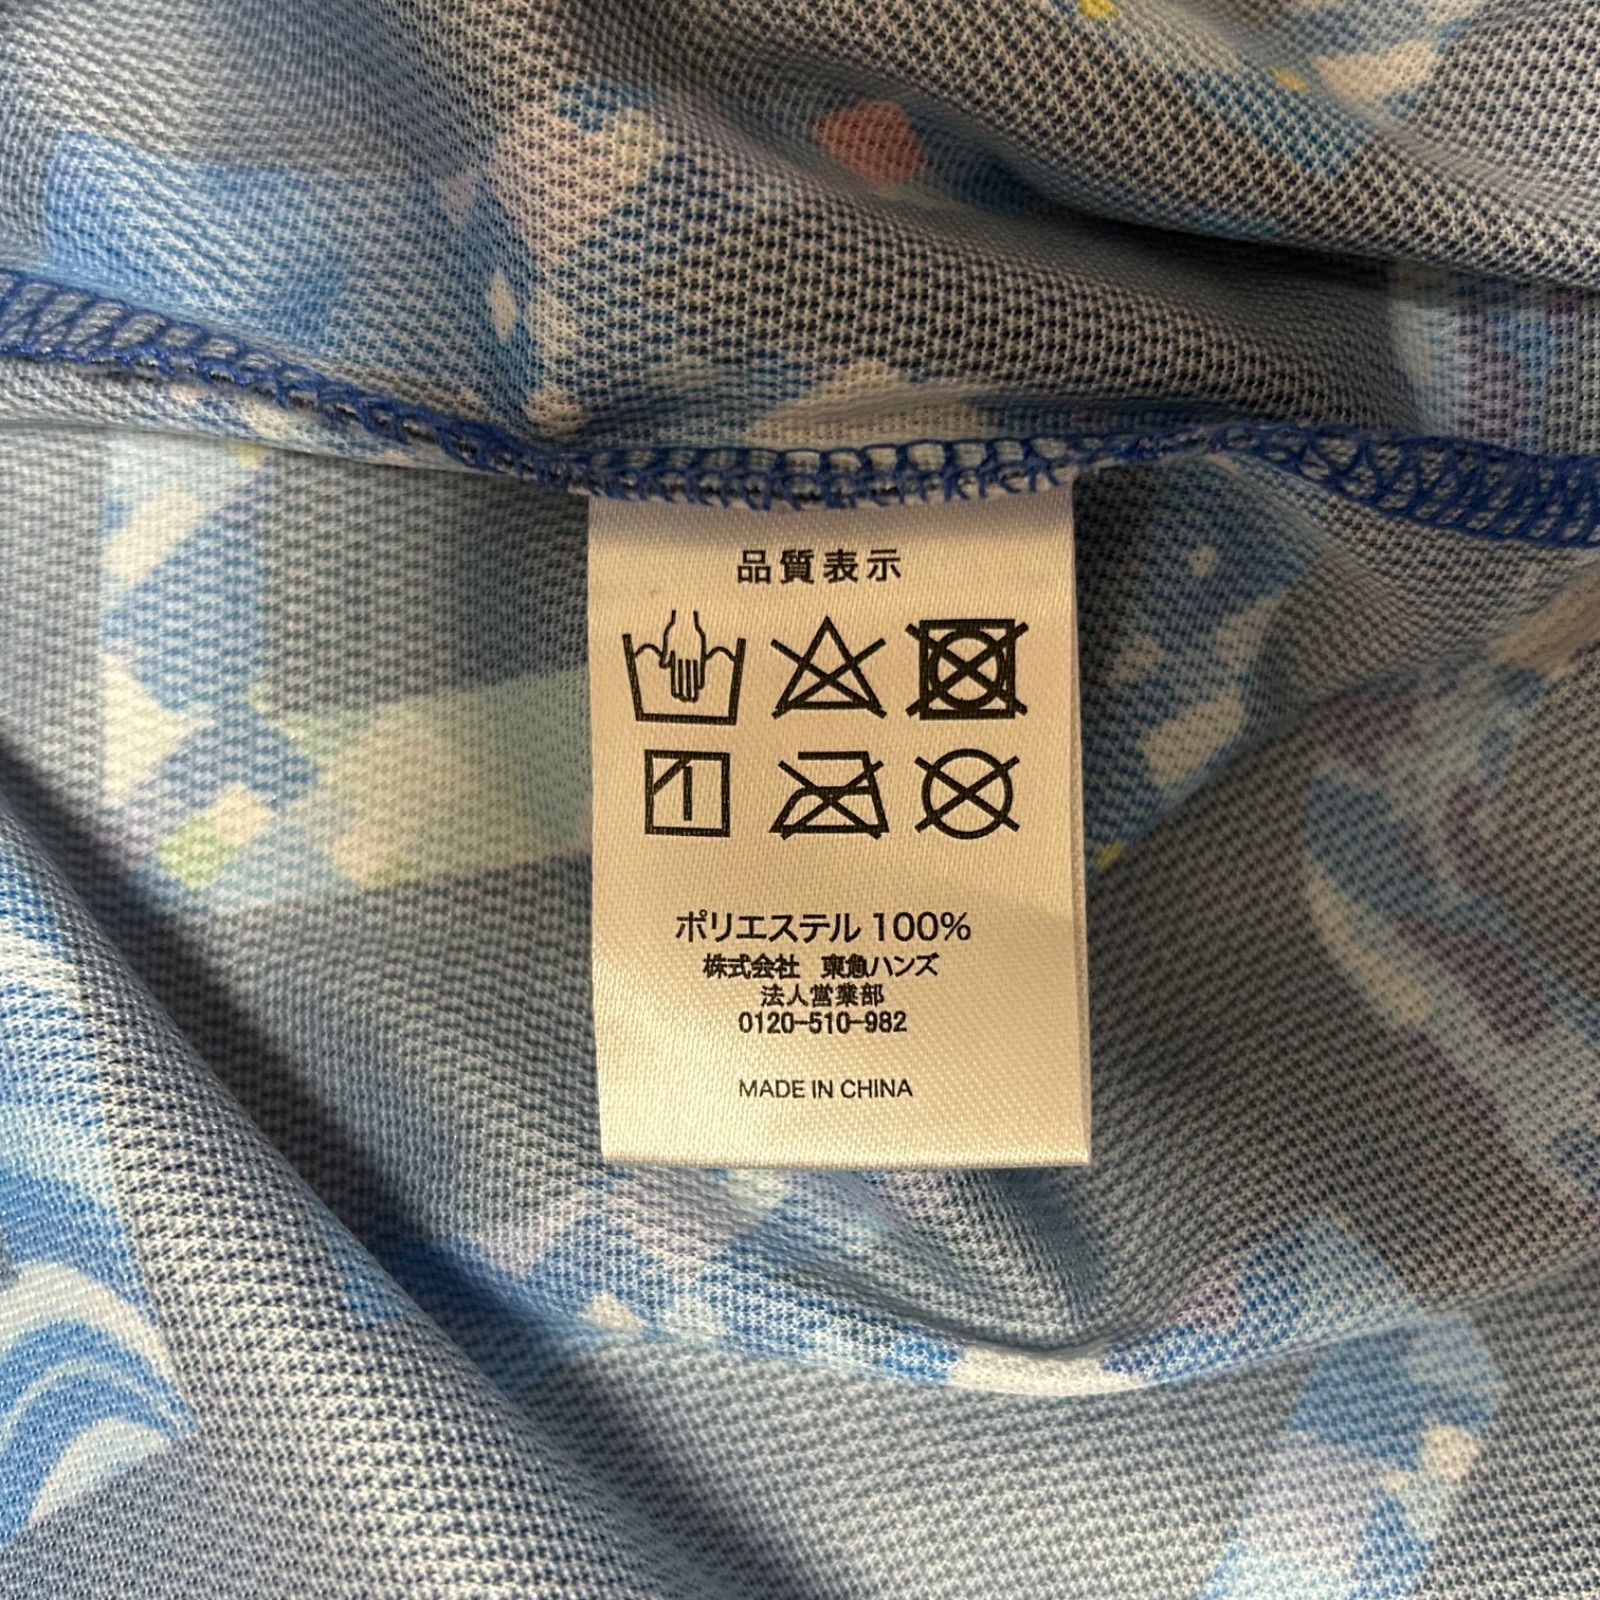 品質表示
ポリエステル 100%
株式会社 東急ハンズ
法人営業部
0120-510-982
MADE IN CHINA